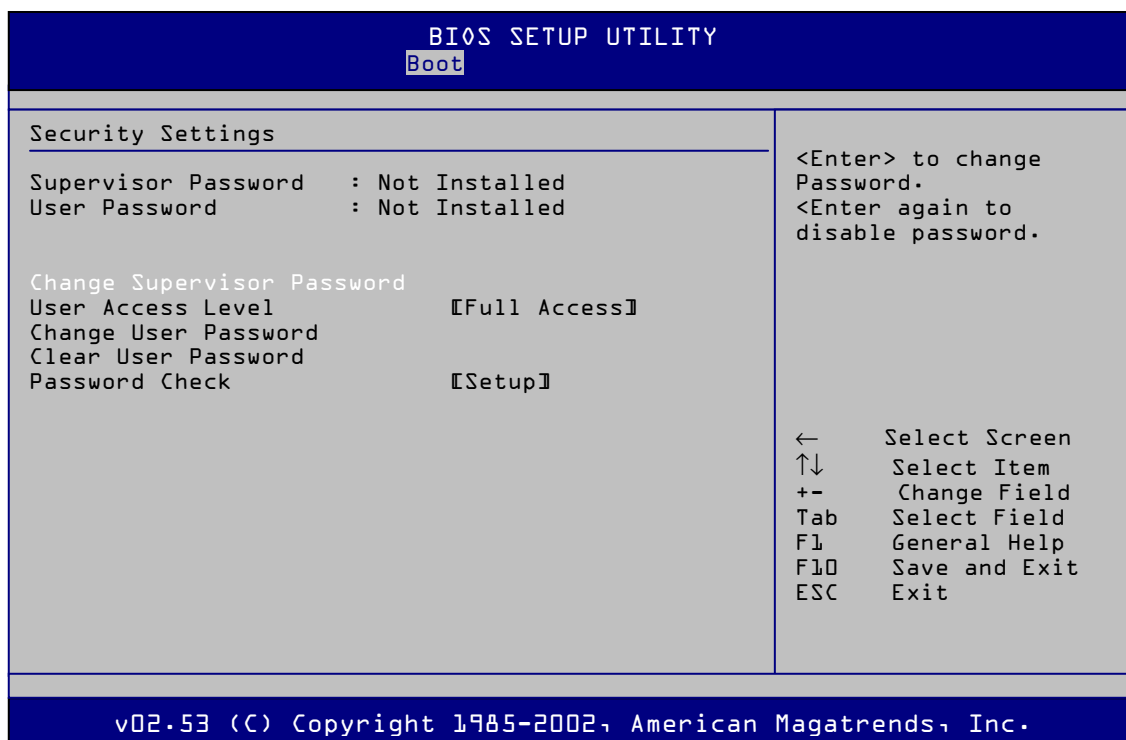 BIOS SETUP UTILITY
Boot
Security Settings
Supervisor Password : Not Installed
User Password : Not Installed
Change Supervisor Password
User Access Level [Full Access]
Change User Password
Clear User Password
Password Check [Setup]
<Enter> to change
Password.
<Enter again to
disable password.
← Select Screen
↑↓ Select Item
+- Change Field
Tab Select Field
F1 General Help
F10 Save and Exit
ESC Exit
v02.53 (C) Copyright 1985-2002, American Magatrends, Inc.